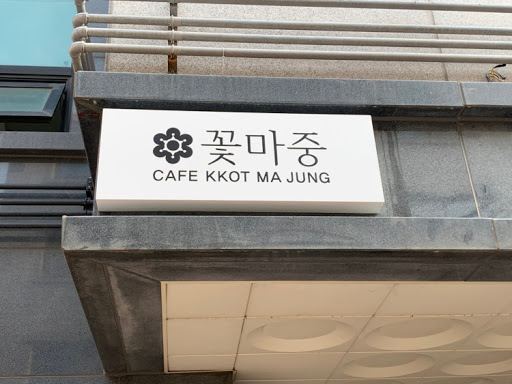 꽃마중
CAFE KKOT MA JUNG